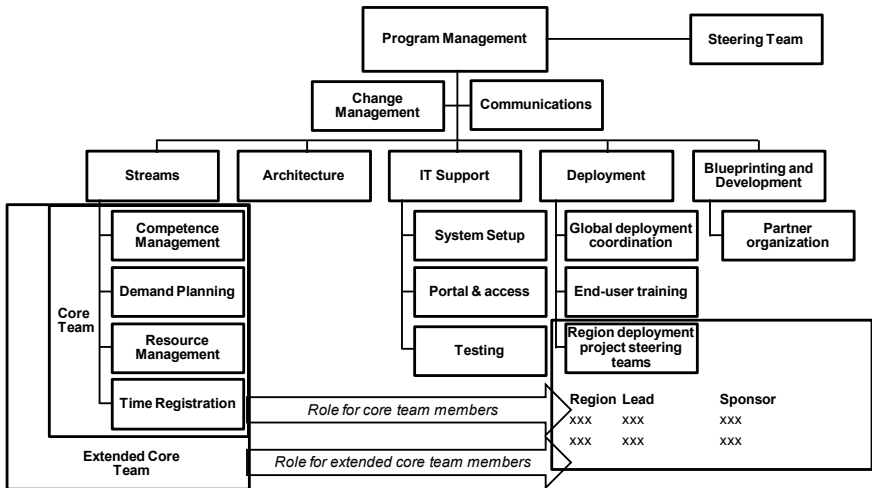 Program Management
Steering Team
Change
Management
Communications
Streams
Architecture
IT Support
Deployment
Blueprinting and
Development
Competence
Management
System Setup
Global deployment
coordination
Partner
organization
Demand Planning
Portal & access
End-user training
Core
Team
Resource
Management
Testing
Region deployment
project steering
teams
Time Registration
Role for core team members
Region Lead Sponsor
xxx xxx xxx
xxx xxx xxx
Extended Core
Team
Role for extended core team members